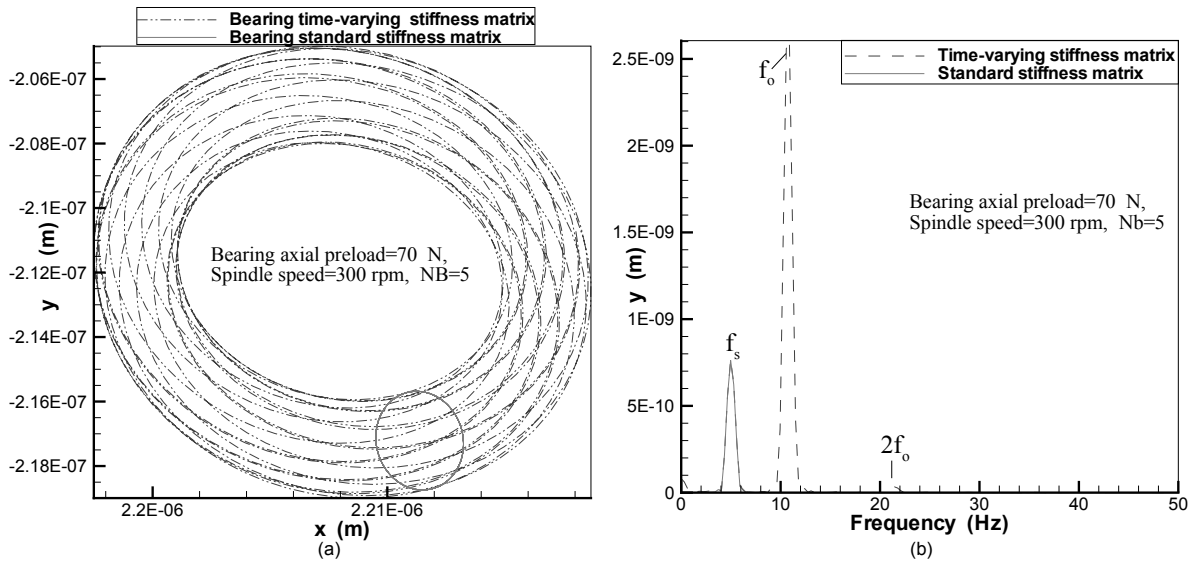 Bearing time-varying stiffness matrix
Bearing standard stiffness matrix
-2.06E-07
-2.08E-07
-2.1E-07
-2.12E-07
-2.14E-07
-2.16E-07
-2.18E-07
y (m)
Bearing axial preload=70 N,
Spindle speed=300 rpm, NB=5
2.2E-06
2.21E-06
x (m)
(a)
Time-varying stiffness matrix
Standard stiffness matrix
2.5E-09
2E-09
1.5E-09
1E-09
5E-10
0
y (m)
fo
Bearing axial preload=70 N,
Spindle speed=300 rpm, Nb=5
fs
2fo
0
10
20
30
40
50
Frequency (Hz)
(b)